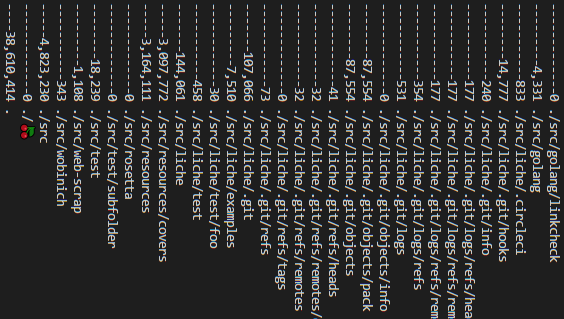 -------------0 ./src/golang/linkcheck
---------4,331 ./src/golang
-----------833 ./src/liche/.circleci
--------14,777 ./src/liche/.git/hooks
-----------240 ./src/liche/.git/info
-----------177 ./src/liche/.git/logs/refs/hea
-----------177 ./src/liche/.git/logs/refs/rem
-----------177 ./src/liche/.git/logs/refs/rem
-----------354 ./src/liche/.git/logs/refs
-----------531 ./src/liche/.git/logs
-------------0 ./src/liche/.git/objects/info
--------87,554 ./src/liche/.git/objects/pack
--------87,554 ./src/liche/.git/objects
------------41 ./src/liche/.git/refs/heads
------------32 ./src/liche/.git/refs/remotes/
------------32 ./src/liche/.git/refs/remotes
-------------0 ./src/liche/.git/refs/tags
------------73 ./src/liche/.git/refs
-------107,066 ./src/liche/.git
---------7,510 ./src/liche/examples
------------30 ./src/liche/test/foo
-----------458 ./src/liche/test
-------144,061 ./src/liche
-----3,097,772 ./src/resources/covers
-----3,164,111 ./src/resources
-------------0 ./src/rosetta
-------------0 ./src/test/subfolder
--------18,239 ./src/test
---------1,108 ./src/web-scrap
-----------343 ./src/wobinich
-----4,823,230 ./src
-------------0 ./🍒
----38,610,414 .